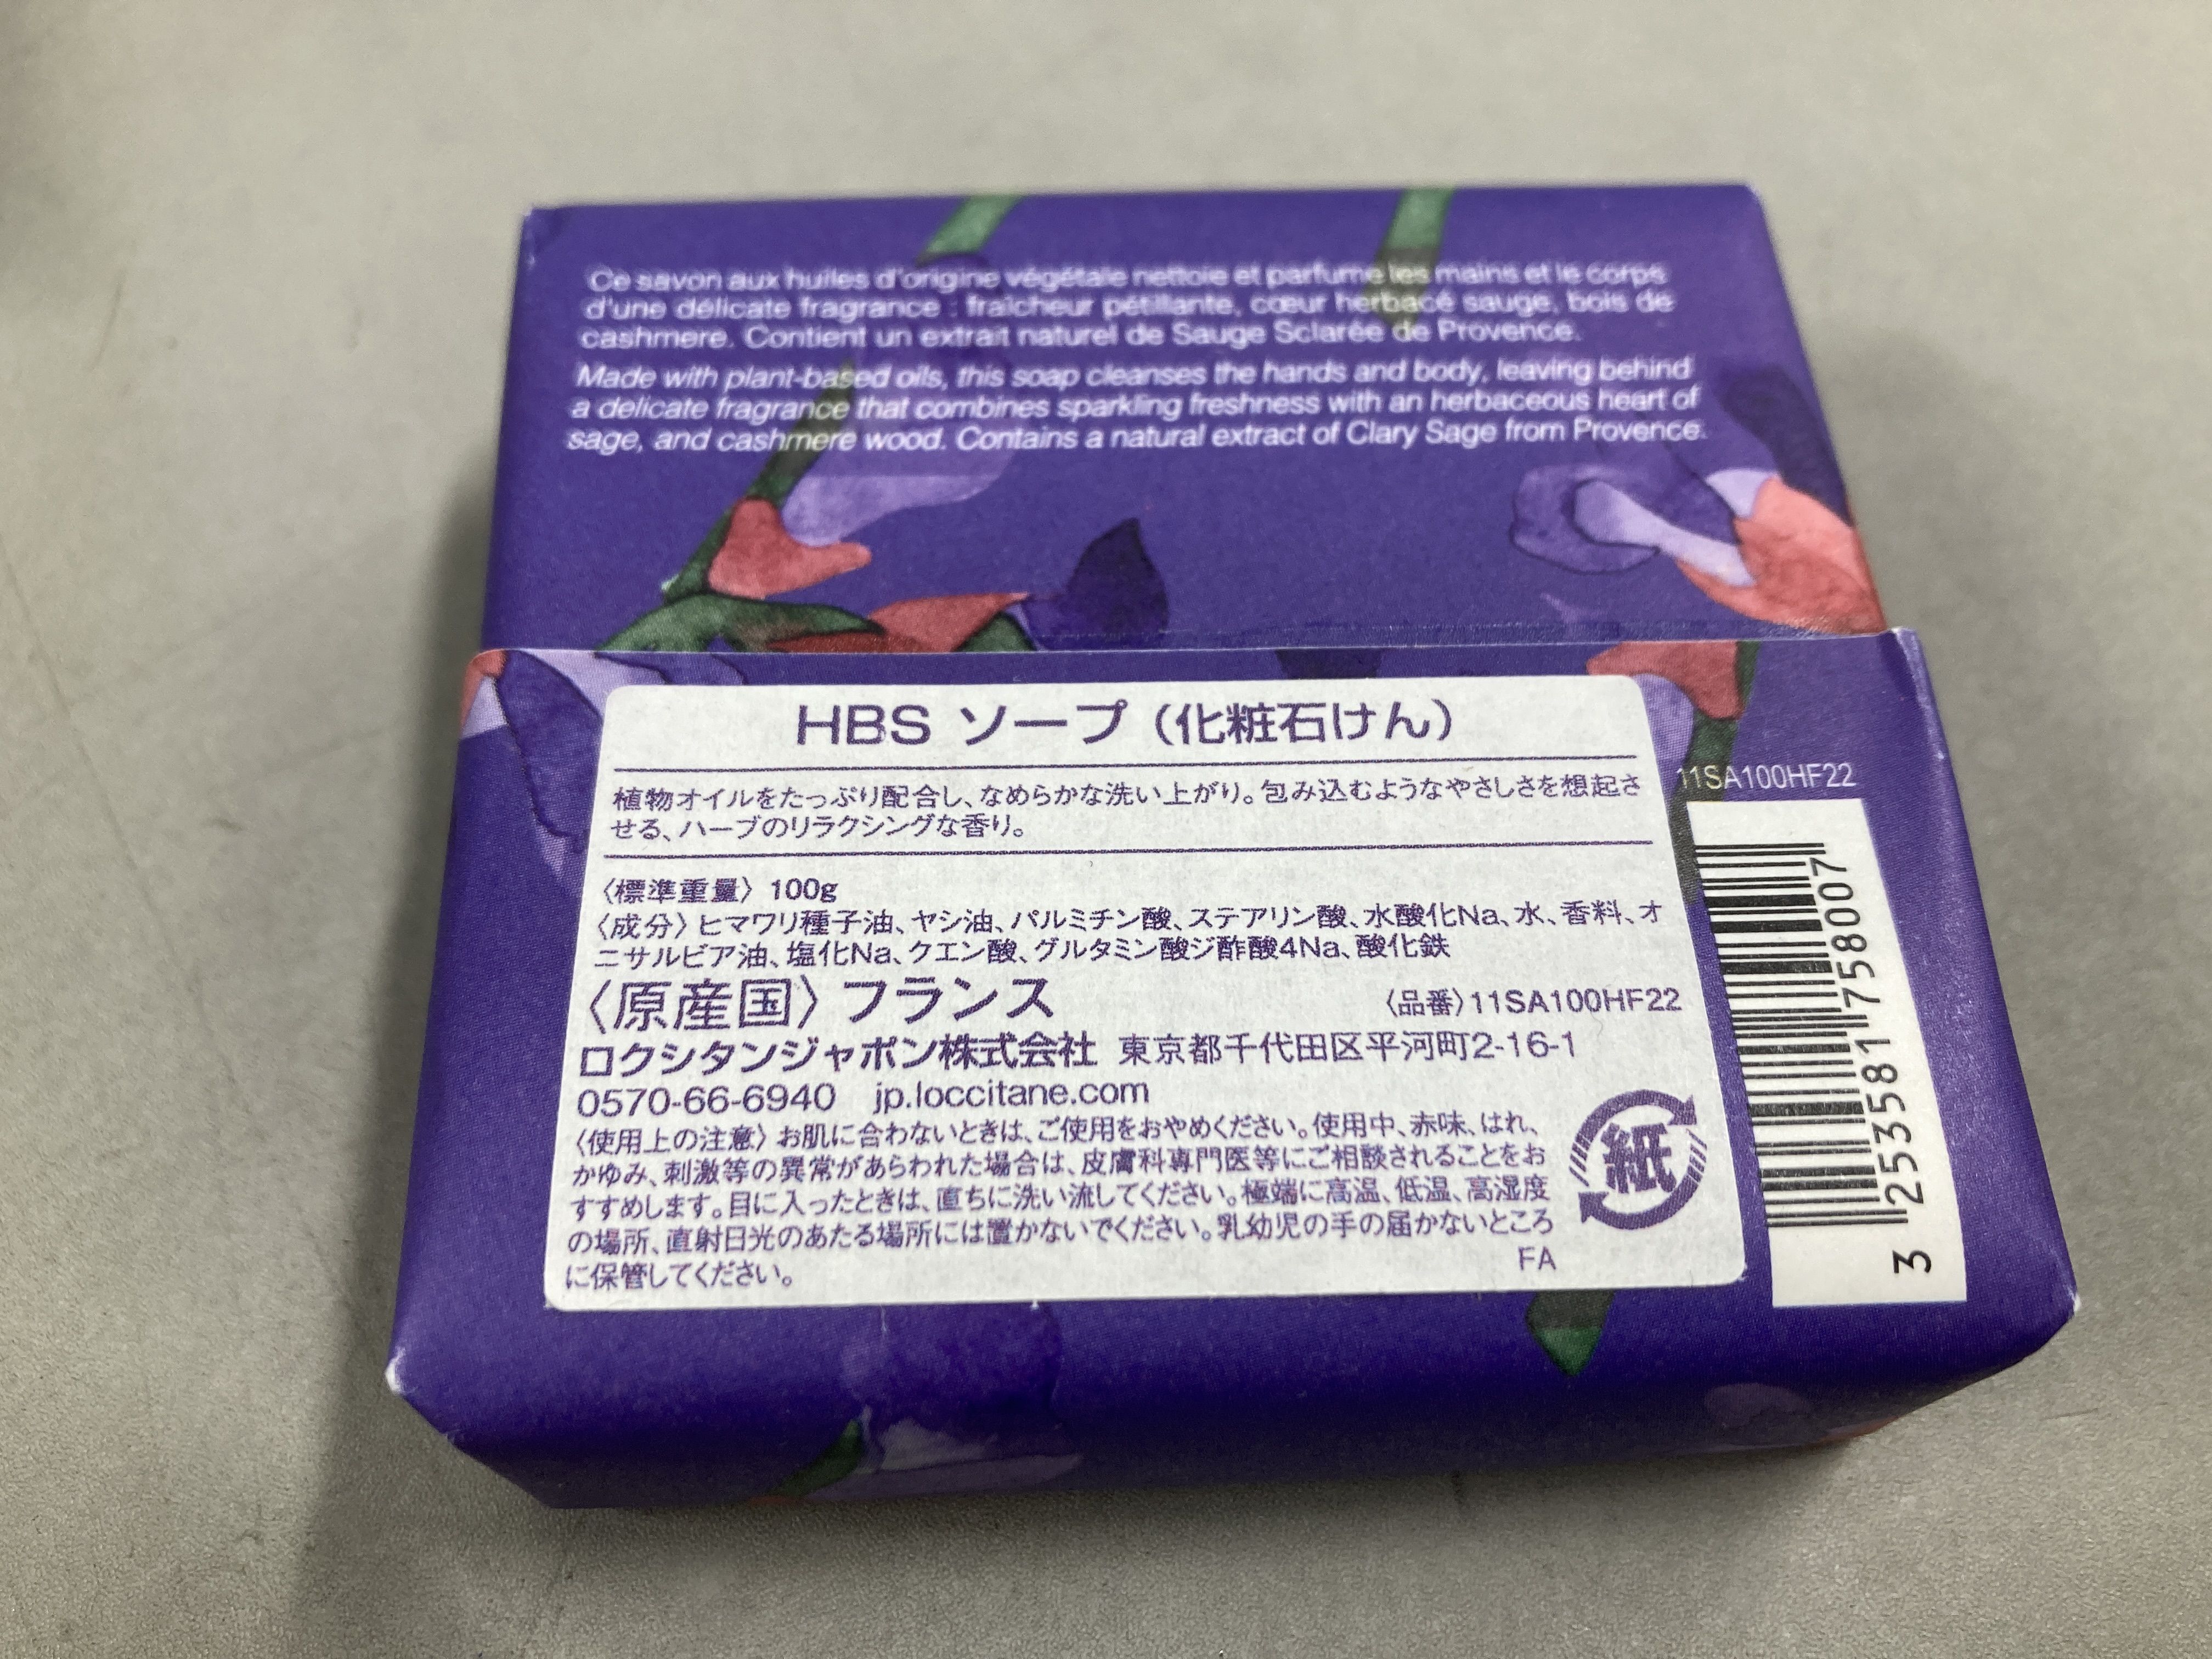 Ce savon aux huiles d'origine végétale nettoie et parfume les mains et le corps
d'une délicate fragrance : fraîcheur pétillante, cœur herbacé sauge, bois de
cashmere. Contient un extrait naturel de Sauge Sclarée de Provence.
Made with plant-based oils, this soap cleanses the hands and body, leaving behind
a delicate fragrance that combines sparkling freshness with an herbaceous heart of
sage, and cashmere wood. Contains a natural extract of Clary Sage from Provence.
HBS ソープ（化粧石けん）
植物オイルをたっぷり配合し、なめらかな洗い上がり。包み込むようなやさしさを想起さ
せる、ハーブのリラクシングな香り。
〈標準重量〉 100g
〈成分〉ヒマワリ種子油、ヤシ油、パルミチン酸、ステアリン酸、水酸化Na、水、香料、オ
ニサルビア油、塩化Na、クエン酸、グルタミン酸ジ酢酸4Na、酸化鉄
〈原産国〉フランス 〈品番〉11SA100HF22
ロクシタンジャポン株式会社 東京都千代田区平河町2-16-1
0570-66-6940 jp.loccitane.com
〈使用上の注意〉お肌に合わないときは、ご使用をおやめください。使用中、赤味、はれ、
かゆみ、刺激等の異常があらわれた場合は、皮膚科専門医等にご相談されることをお
すすめします。目に入ったときは、直ちに洗い流してください。極端に高温、低温、高湿度
の場所、直射日光のあたる場所には置かないでください。乳幼児の手の届かないところ
に保管してください。
FA
紙
11SA100HF22
3 253581 758007